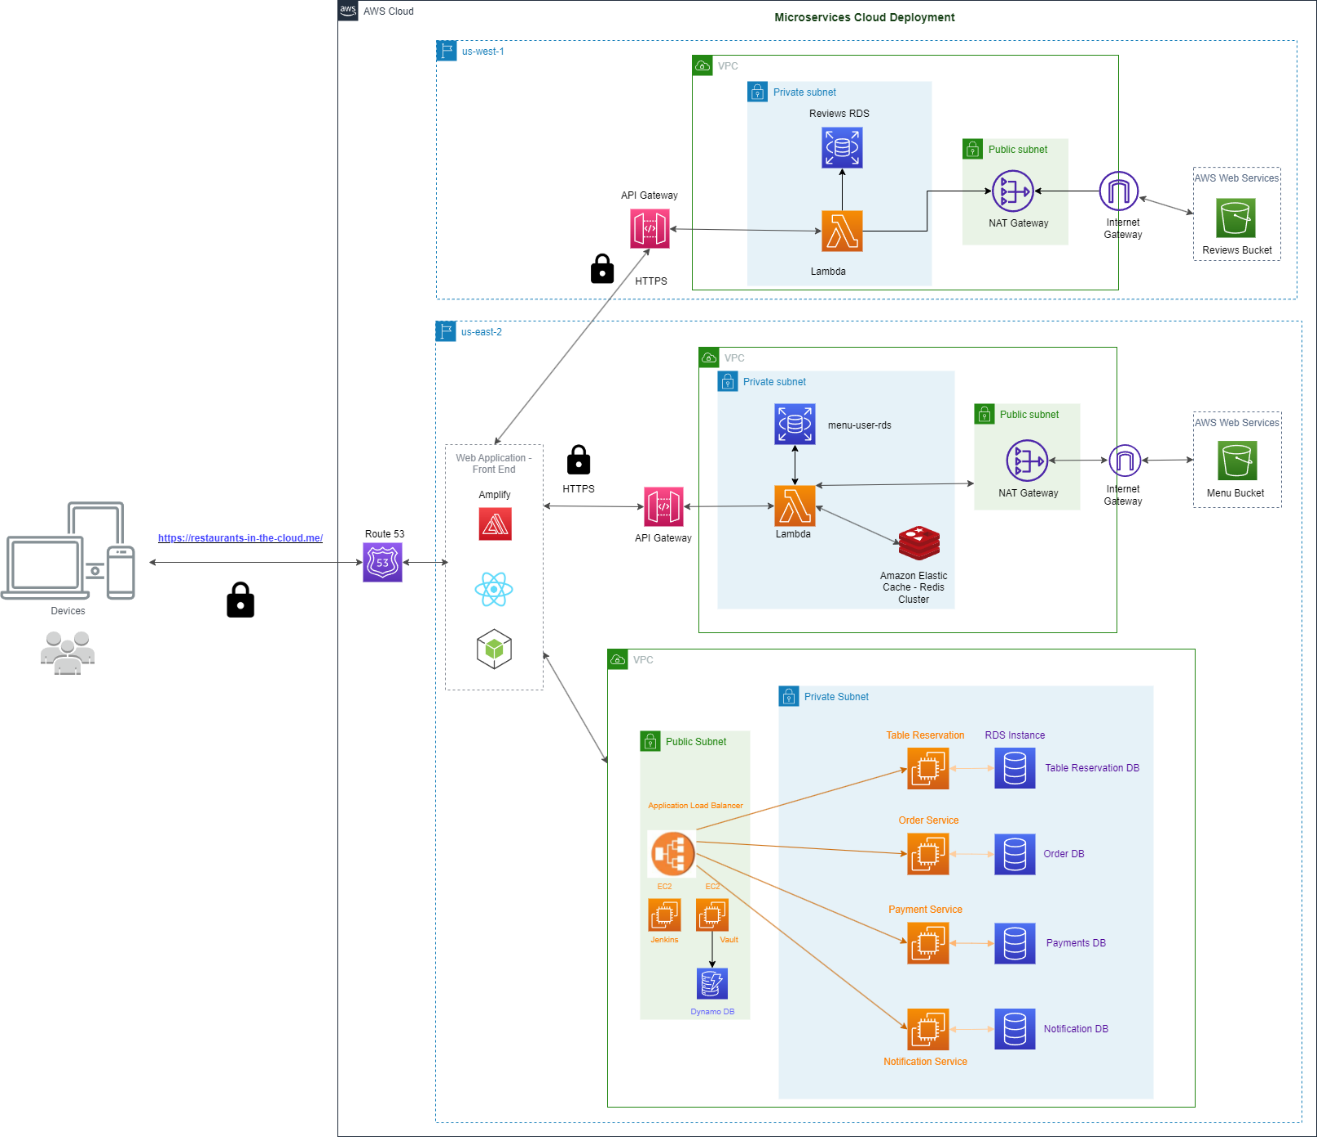 aws
AWS Cloud
Microservices Cloud Deployment
us-west-1
VPC
Private subnet
Reviews RDS
Public subnet
AWS Web Services
API Gateway
NAT Gateway
Internet
Gateway
Reviews Bucket
Lambda
HTTPS
us-east-2
VPC
Private subnet
menu-user-rds
Public subnet
AWS Web Services
Web Application -
Front End
Amplify
HTTPS
NAT Gateway
Internet
Gateway
Menu Bucket
API Gateway
Lambda
Amazon Elastic
Cache - Redis
Cluster
https://restaurants-in-the-cloud.me/
Route 53
53
Devices
VPC
Private Subnet
Public Subnet
Table Reservation
RDS Instance
Table Reservation DB
Application Load Balancer
Order Service
Order DB
EC2
EC2
Jenkins
Vault
Payment Service
Payments DB
Dynamo DB
Notification DB
Notification Service